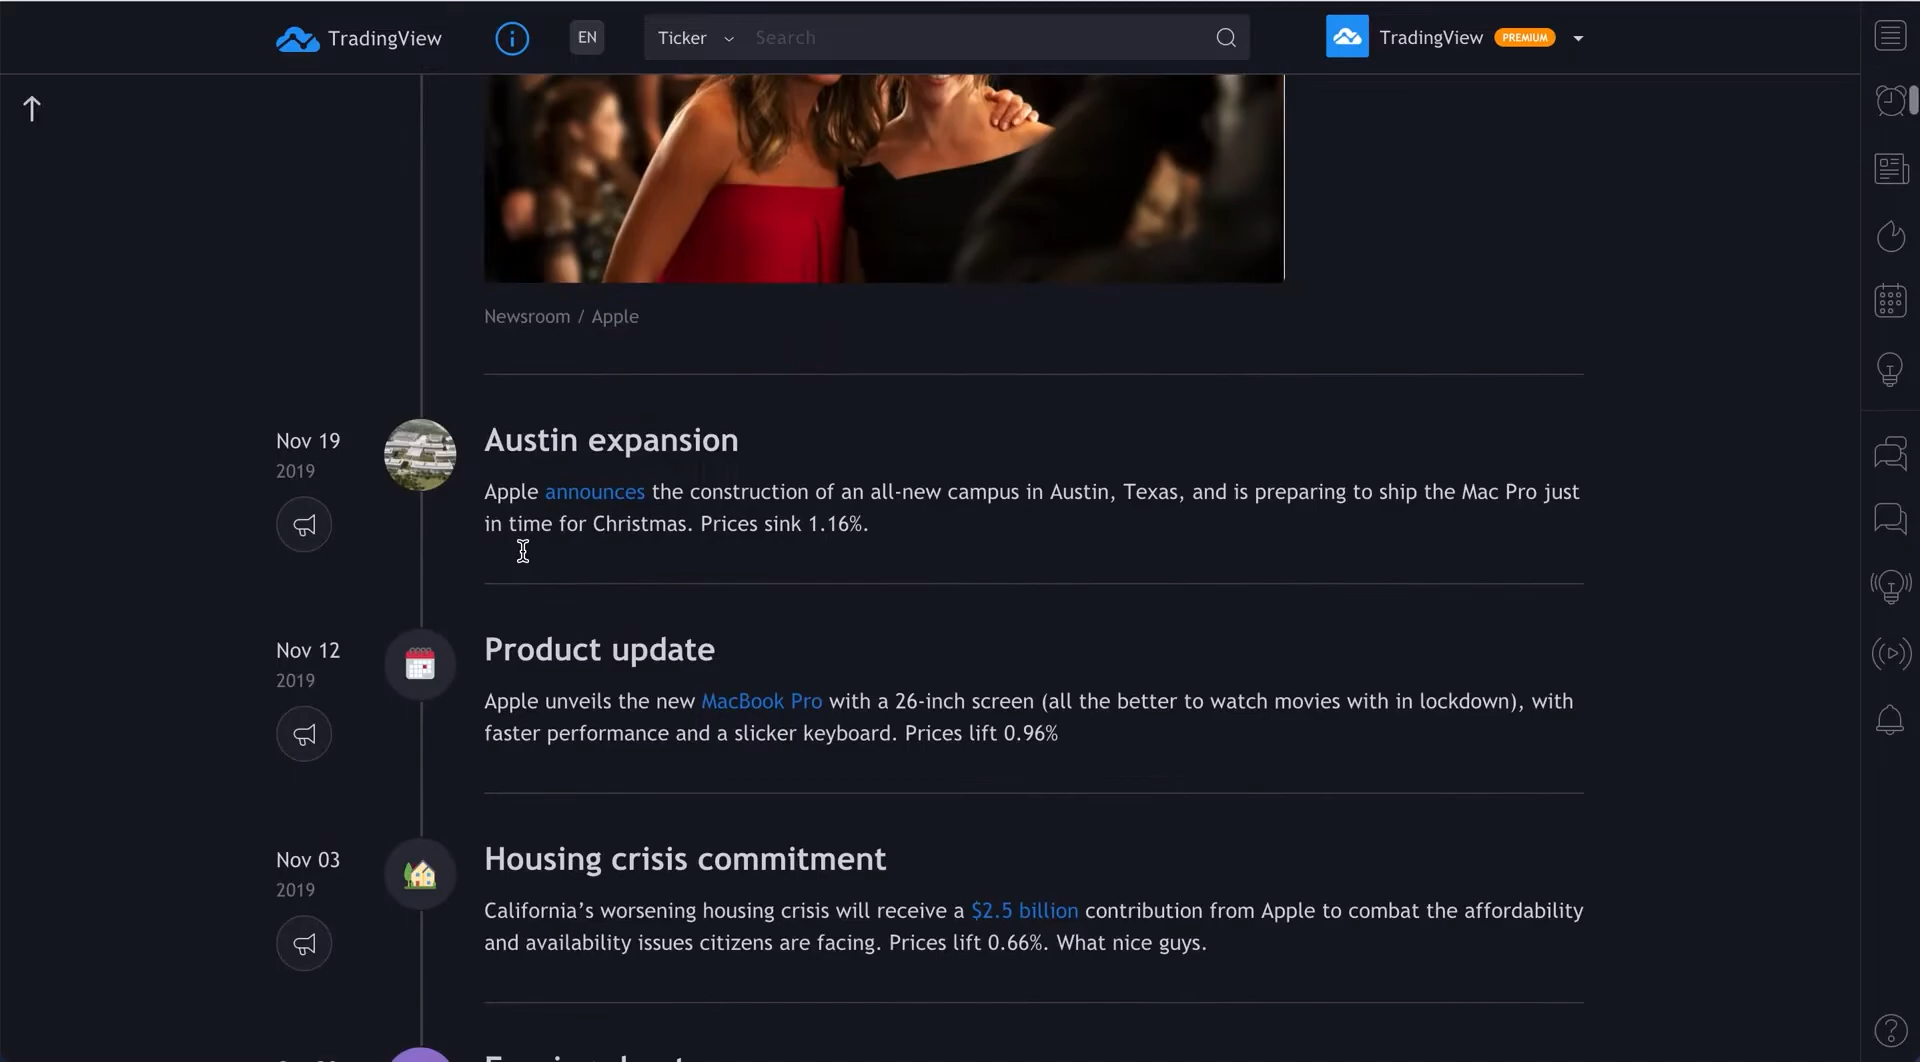 TradingView
EN
Ticker
Search
TradingView
PREMIUM
Newsroom / Apple
Nov 19
2019
Austin expansion
Apple announces the construction of an all-new campus in Austin, Texas, and is preparing to ship the Mac Pro just
in time for Christmas. Prices sink 1.16%.
Nov 12
2019
Product update
Apple unveils the new MacBook Pro with a 26-inch screen (all the better to watch movies with in lockdown), with
faster performance and a slicker keyboard. Prices lift 0.96%
Nov 03
2019
Housing crisis commitment
California’s worsening housing crisis will receive a $2.5 billion contribution from Apple to combat the affordability
and availability issues citizens are facing. Prices lift 0.66%. What nice guys.